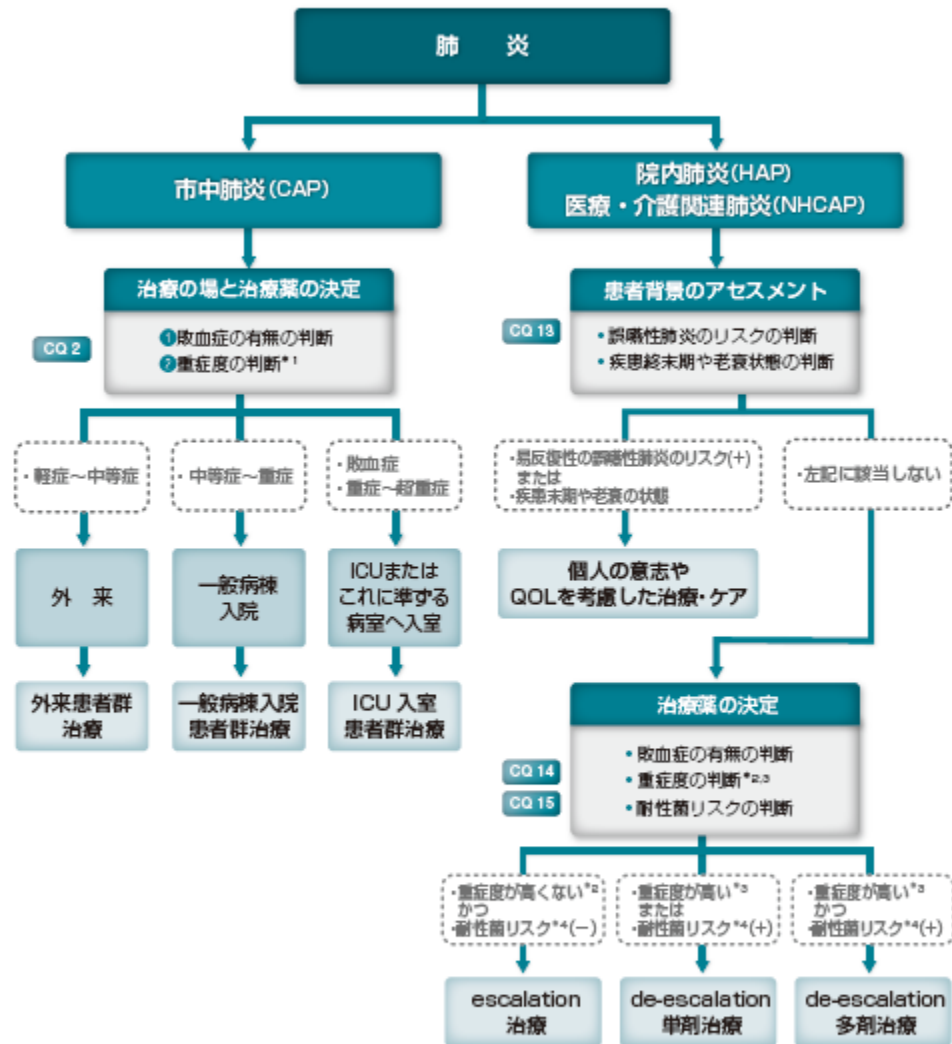 肺 炎
市中肺炎(CAP)
院内肺炎(HAP)
医療・介護関連肺炎(NHCAP)
治療の場と治療薬の決定
CQ 2
❶敗血症の有無の判断
❷重症度の判断*1
患者背景のアセスメント
CQ 13
• 誤嚥性肺炎のリスクの判断
• 疾患終末期や老衰状態の判断
・軽症～中等症
・中等症～重症
・敗血症
・重症～超重症
・易反復性の誤嚥性肺炎のリスク(+)
または
・疾患末期や老衰の状態
・左記に該当しない
外 来
一般病棟
入院
ICUまたは
これに準ずる
病室へ入室
個人の意志や
QOLを考慮した治療・ケア
外来患者群
治療
一般病棟入院
患者群治療
ICU 入室
患者群治療
治療薬の決定
CQ 14
CQ 15
• 敗血症の有無の判断
• 重症度の判断*2,3
• 耐性菌リスクの判断
・重症度が高くない*2
かつ
・耐性菌リスク*4(−)
・重症度が高い*3
または
・耐性菌リスク*4(+)
・重症度が高い*3
かつ
・耐性菌リスク*4(+)
escalation
治療
de-escalation
単剤治療
de-escalation
多剤治療